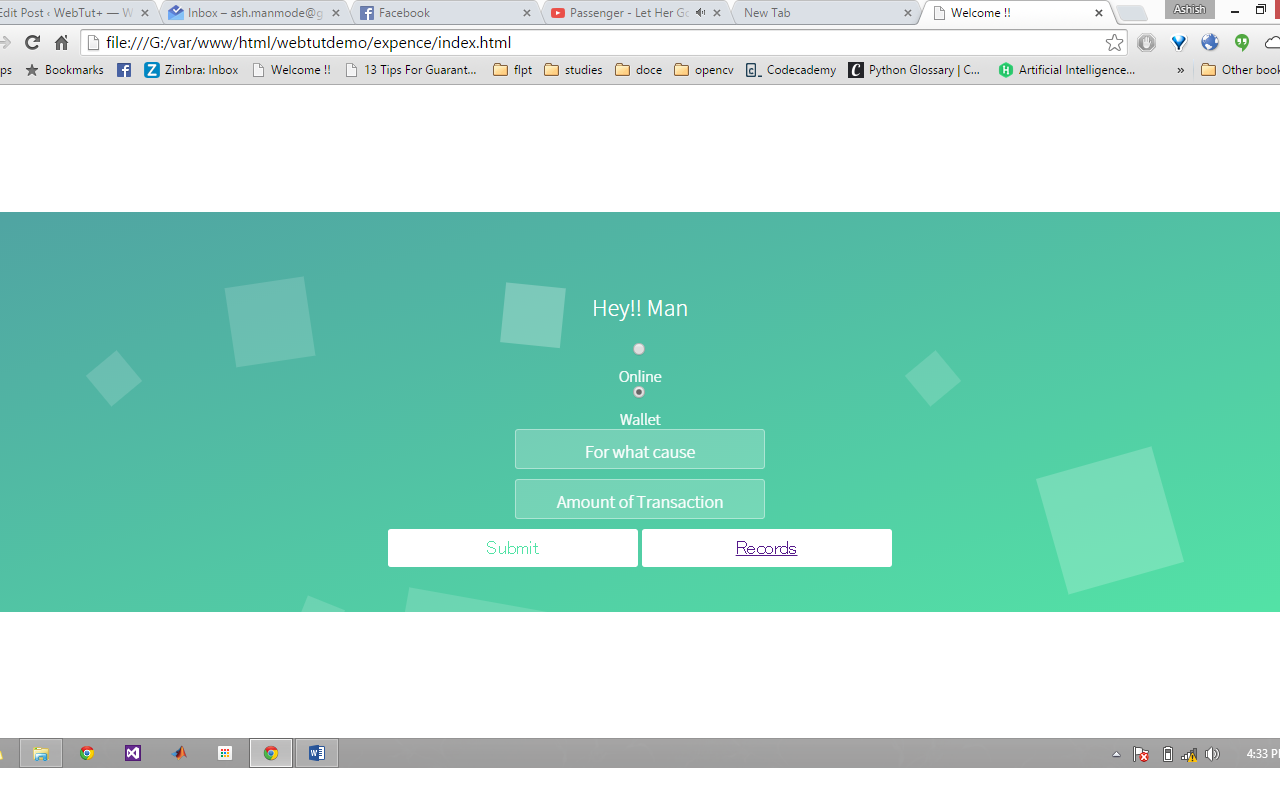 Edit Post ‹ WebTut+ — W
Inbox – ash.manmode@g
Facebook
Passenger - Let Her Go
New Tab
Welcome !!
Ashish
file:///G:/var/www/html/webtutdemo/expence/index.html
ps
Bookmarks
Zimbra: Inbox
Welcome !!
13 Tips For Guarant...
flpt
studies
doce
opencv
Codecademy
Python Glossary | C...
Artificial Intelligence...
»
Other book
Hey!! Man
Online
Wallet
For what cause
Amount of Transaction
Submit
Records
4:33 P